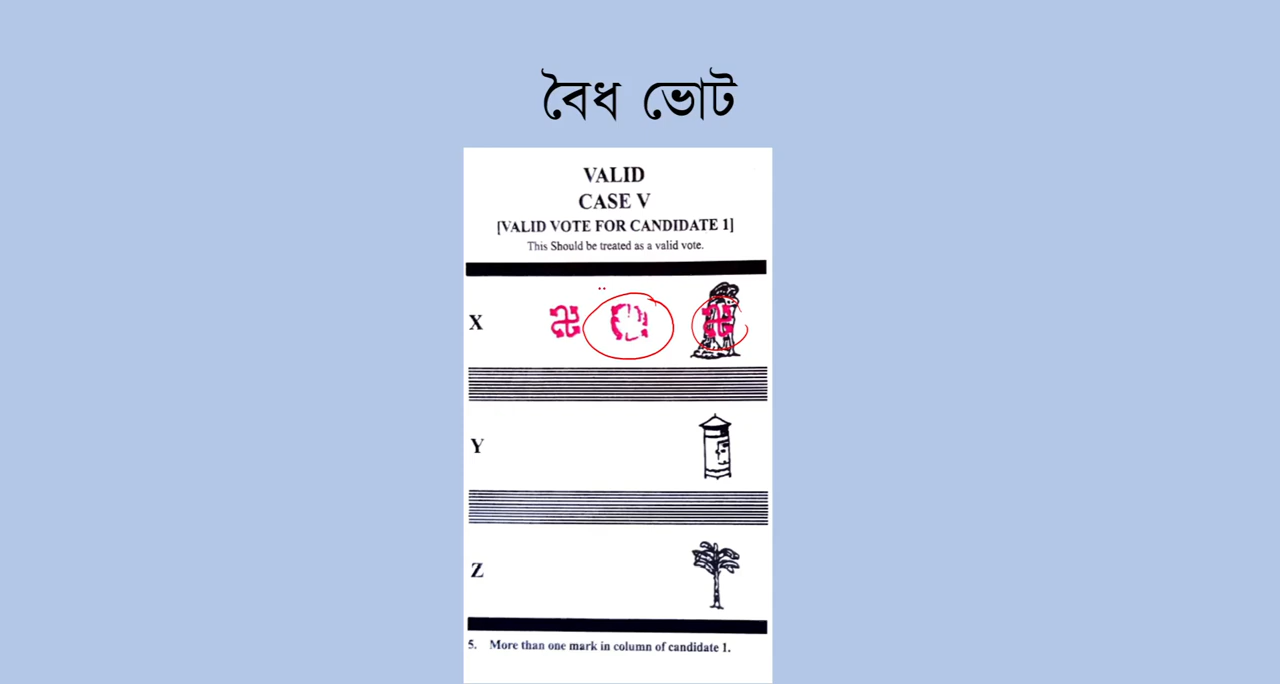 বৈধ ভোট
VALID
CASE V
[VALID VOTE FOR CANDIDATE 1]
This Should be treated as a valid vote.
X
Y
Z
5. More than one mark in column of candidate 1.